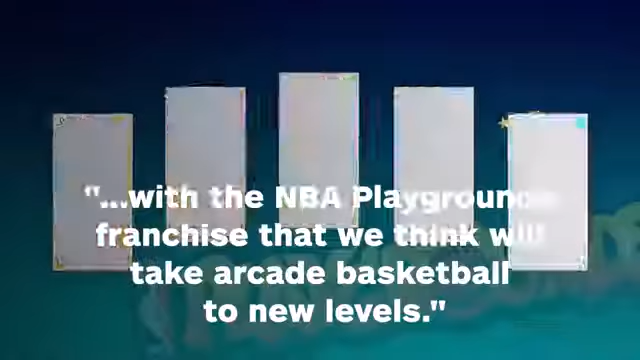 "...with the NBA Playgrounds
franchise that we think will
take arcade basketball
to new levels."